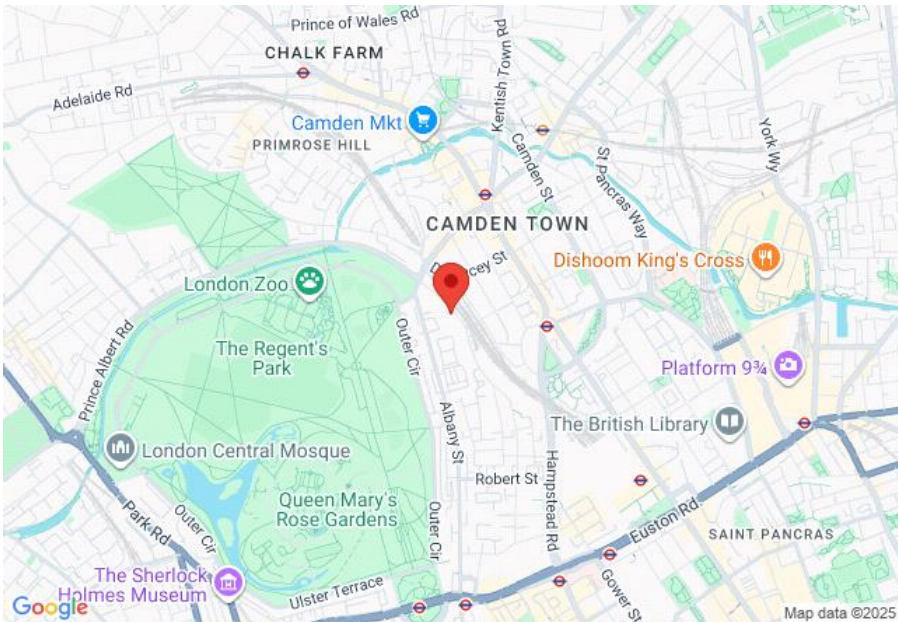 Prince of Wales Rd
CHALK FARM
Adelaide Rd
Kentish Town Rd
Camden Mkt
PRIMROSE HILL
Camden St
York Wy
St Pancras Way
CAMDEN TOWN
cey St
Dishoom King's Cross
London Zoo
Outer Cir
Prince Albert Rd
The Regent's
Park
Platform 9¾
Albany St
The British Library
London Central Mosque
Hampstead Rd
Robert St
Queen Mary's
Rose Gardens
Park Rd
Outer Cir
Outer Cir
Euston Rd
SAINT PANCRAS
The Sherlock
Holmes Museum
Ulster Terrace
Gower St
Google
Map data ©2025